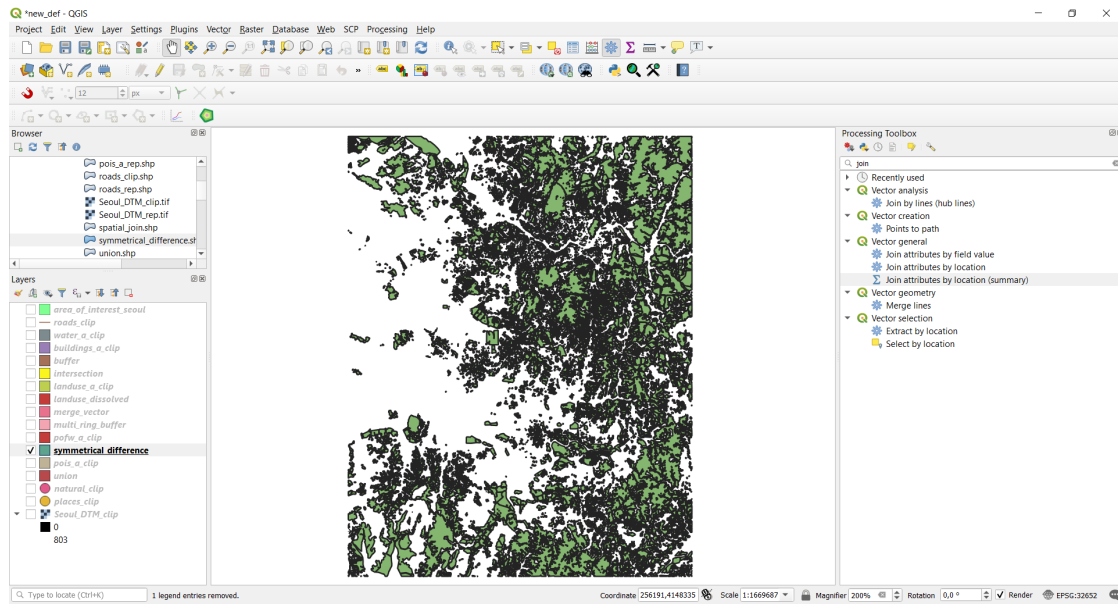 *new_def - QGIS
Project Edit View Layer Settings Plugins Vector Raster Database Web SCP Processing Help
12 px
Browser
pois_a_rep.shp
roads_clip.shp
roads_rep.shp
Seoul_DTM_clip.tif
Seoul_DTM_rep.tif
spatial_join.shp
symmetrical_difference.sh
union.shp
Layers
area_of_interest_seoul
roads_clip
water_a_clip
buildings_a_clip
buffer
intersection
landuse_a_clip
landuse_dissolved
merge_vector
multi_ring_buffer
pofw_a_clip
symmetrical_difference
pois_a_clip
union
natural_clip
places_clip
Seoul_DTM_clip
0
803
Processing Toolbox
join
Recently used
Vector analysis
Join by lines (hub lines)
Vector creation
Points to path
Vector general
Join attributes by field value
Join attributes by location
Join attributes by location (summary)
Vector geometry
Merge lines
Vector selection
Extract by location
Select by location
Type to locate (Ctrl+K) 1 legend entries removed. Coordinate 256191,4148335 Scale 1:1669687 Magnifier 200% Rotation 0,0 ° Render EPSG:32652